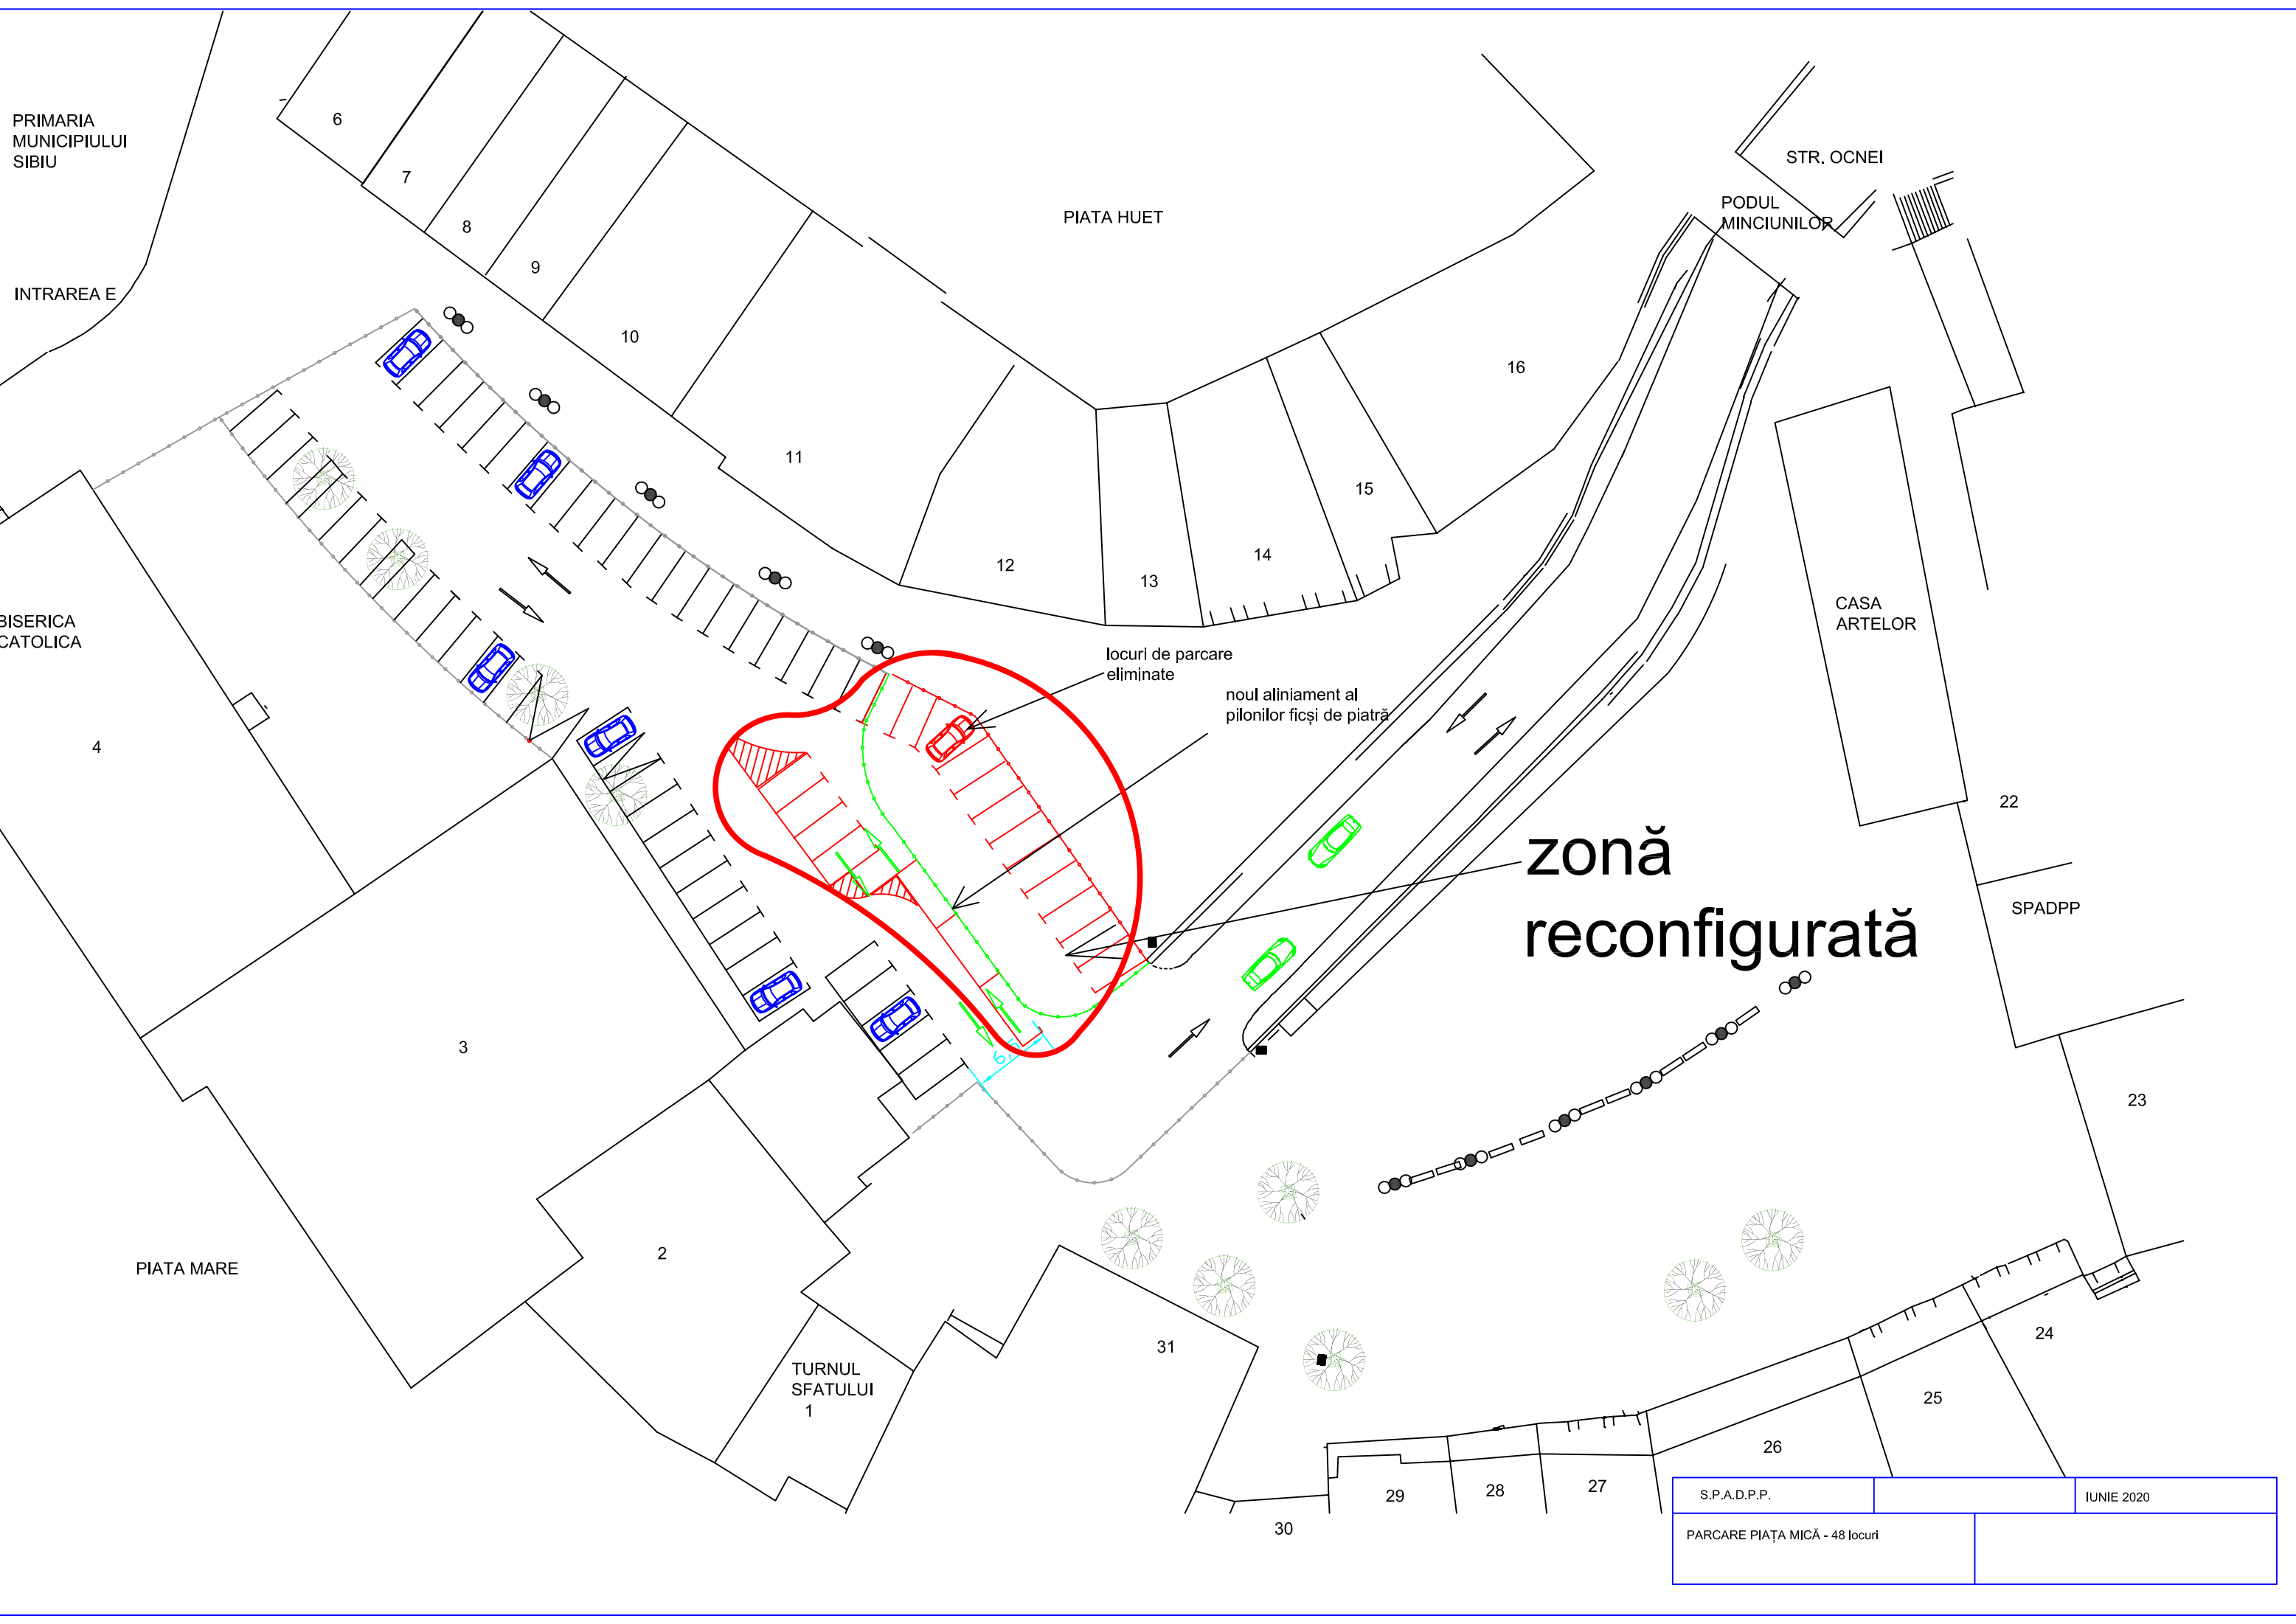 PRIMARIA
MUNICIPIULUI
SIBIU
6
7
8
9
10
11
INTRAREA E
PIATA HUET
STR. OCNEI
PODUL
MINCIUNILOR
12
13
14
15
16
BISERICA
CATOLICA
4
CASA
ARTELOR
locuri de parcare
eliminate
noul aliniament al
pilonilor ficși de piatră
zonă
reconfigurată
22
SPADPP
23
3
2
PIATA MARE
TURNUL
SFATULUI
1
31
30
29
28
27
26
25
24
S.P.A.D.P.P.
IUNIE 2020
PARCARE PIAȚA MICĂ - 48 locuri